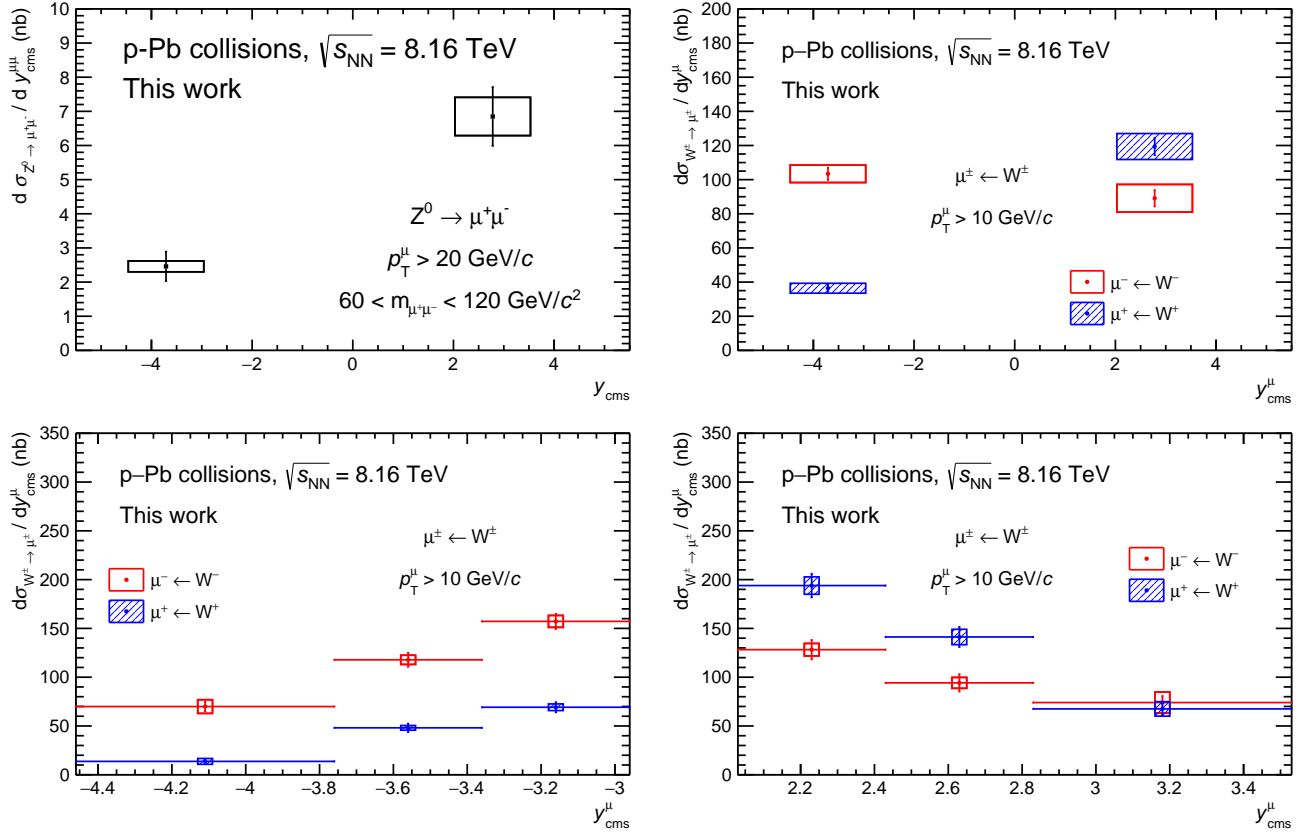 p-Pb collisions, √s_NN = 8.16 TeV
This work
Z⁰ → μ⁺μ⁻
p_T^μ > 20 GeV/c
60 < m_μ⁺μ⁻ < 120 GeV/c²
d σ_Z⁰ → μ⁺μ⁻ / d y_cms^μμ (nb)
0 1 2 3 4 5 6 7 8 9 10
−4 −2 0 2 4
y_cms
p–Pb collisions, √s_NN = 8.16 TeV
This work
μ^± ← W^±
p_T^μ > 10 GeV/c
μ⁻ ← W⁻
μ⁺ ← W⁺
dσ_W^± → μ^± / dy_cms^μ (nb)
0 20 40 60 80 100 120 140 160 180 200
−4 −2 0 2 4
y_cms^μ
p–Pb collisions, √s_NN = 8.16 TeV
This work
μ^± ← W^±
p_T^μ > 10 GeV/c
μ⁻ ← W⁻
μ⁺ ← W⁺
dσ_W^± → μ^± / dy_cms^μ (nb)
0 50 100 150 200 250 300 350
−4.4 −4.2 −4 −3.8 −3.6 −3.4 −3.2 −3
y_cms^μ
p–Pb collisions, √s_NN = 8.16 TeV
This work
μ^± ← W^±
p_T^μ > 10 GeV/c
μ⁻ ← W⁻
μ⁺ ← W⁺
dσ_W^± → μ^± / dy_cms^μ (nb)
0 50 100 150 200 250 300 350
2.2 2.4 2.6 2.8 3 3.2 3.4
y_cms^μ